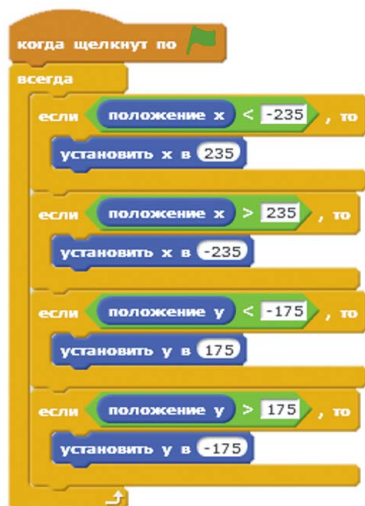 когда щелкнут по
всегда
если положение x < -235 , то
установить x в 235
если положение x > 235 , то
установить x в -235
если положение y < -175 , то
установить y в 175
если положение y > 175 , то
установить y в -175